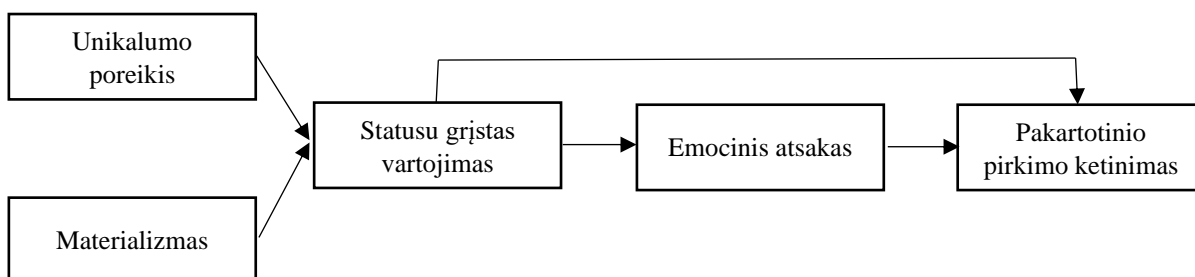 Unikalumo
poreikis
Statusu grįstas
vartojimas
Emocinis atsakas
Pakartotinio
pirkimo ketinimas
Materializmas